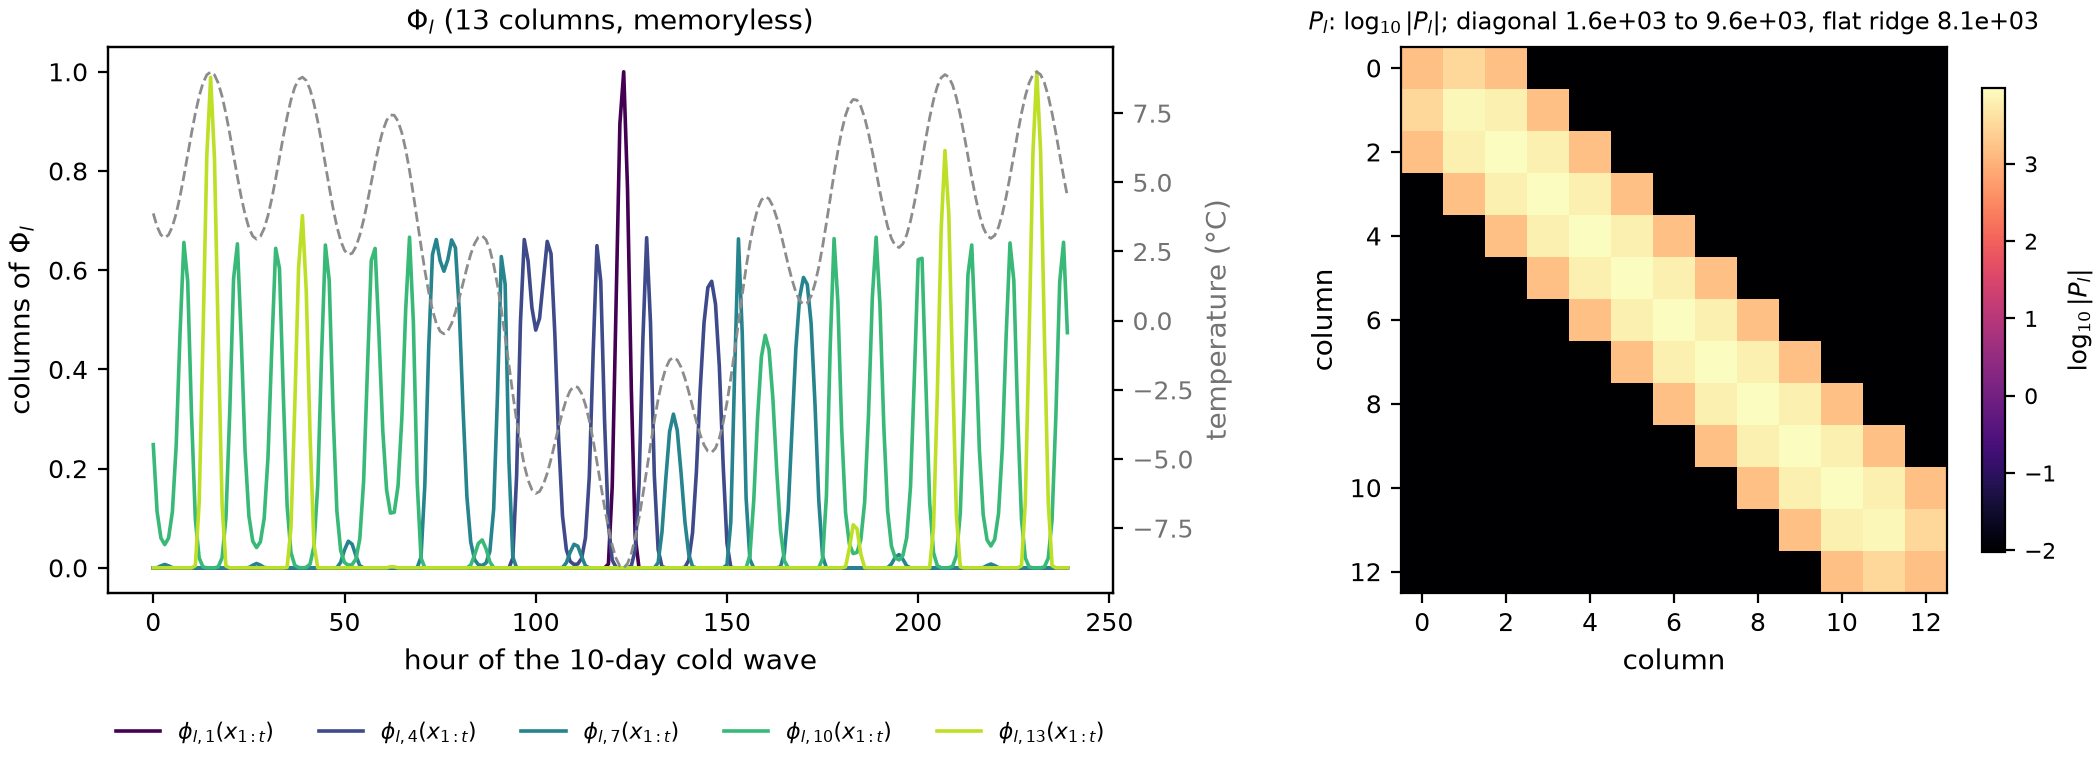 Φ_l (13 columns, memoryless)
1.0
0.8
0.6
0.4
0.2
0.0
columns of Φ_l
7.5
5.0
2.5
0.0
−2.5
−5.0
−7.5
temperature (°C)
0 50 100 150 200 250
hour of the 10-day cold wave
ϕ_{l,1}(x_{1:t}) ϕ_{l,4}(x_{1:t}) ϕ_{l,7}(x_{1:t}) ϕ_{l,10}(x_{1:t}) ϕ_{l,13}(x_{1:t})
P_l: log₁₀ |P_l|; diagonal 1.6e+03 to 9.6e+03, flat ridge 8.1e+03
0
2
4
6
8
10
12
column
0 2 4 6 8 10 12
column
3
2
1
0
−1
−2
log₁₀ |P_l|